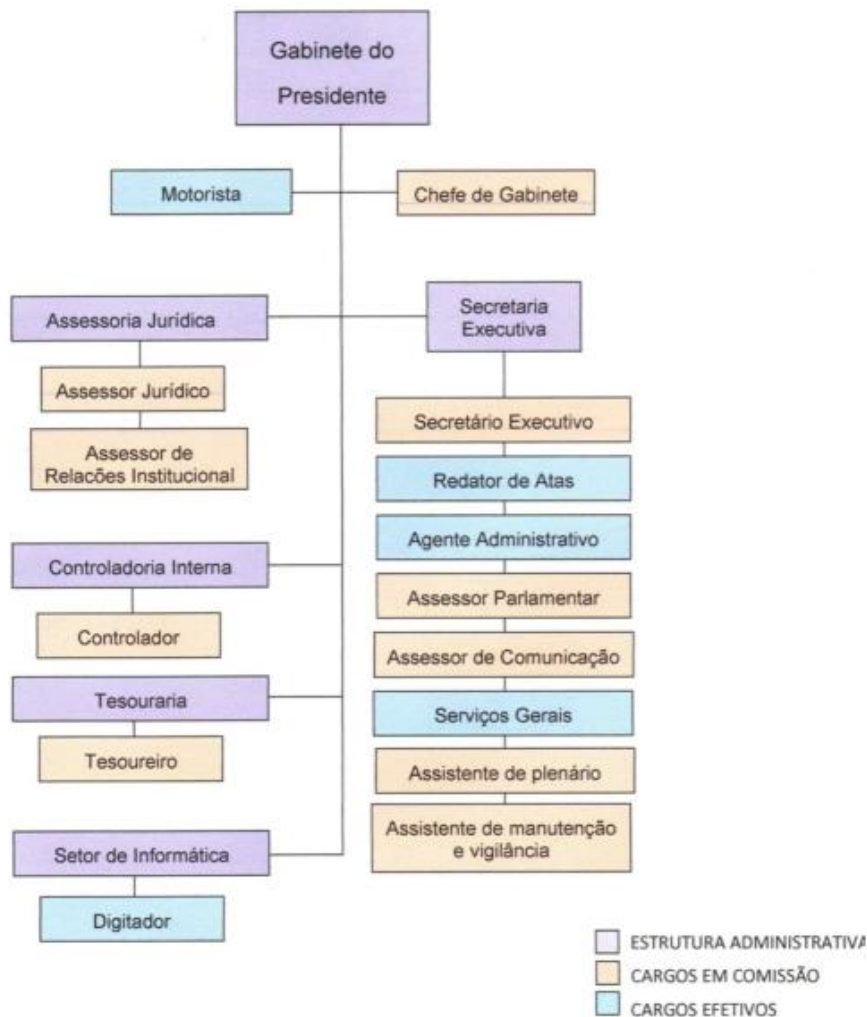 Gabinete do
Presidente
Motorista
Chefe de Gabinete
Assessoria Jurídica
Secretaria
Executiva
Assessor Jurídico
Assessor de
Relacões Institucional
Secretário Executivo
Redator de Atas
Agente Administrativo
Controladoria Interna
Assessor Parlamentar
Controlador
Assessor de Comunicação
Tesouraria
Serviços Gerais
Tesoureiro
Assistente de plenário
Assistente de manutenção
e vigilância
Setor de Informática
Digitador
ESTRUTURA ADMINISTRATIVA
CARGOS EM COMISSÃO
CARGOS EFETIVOS